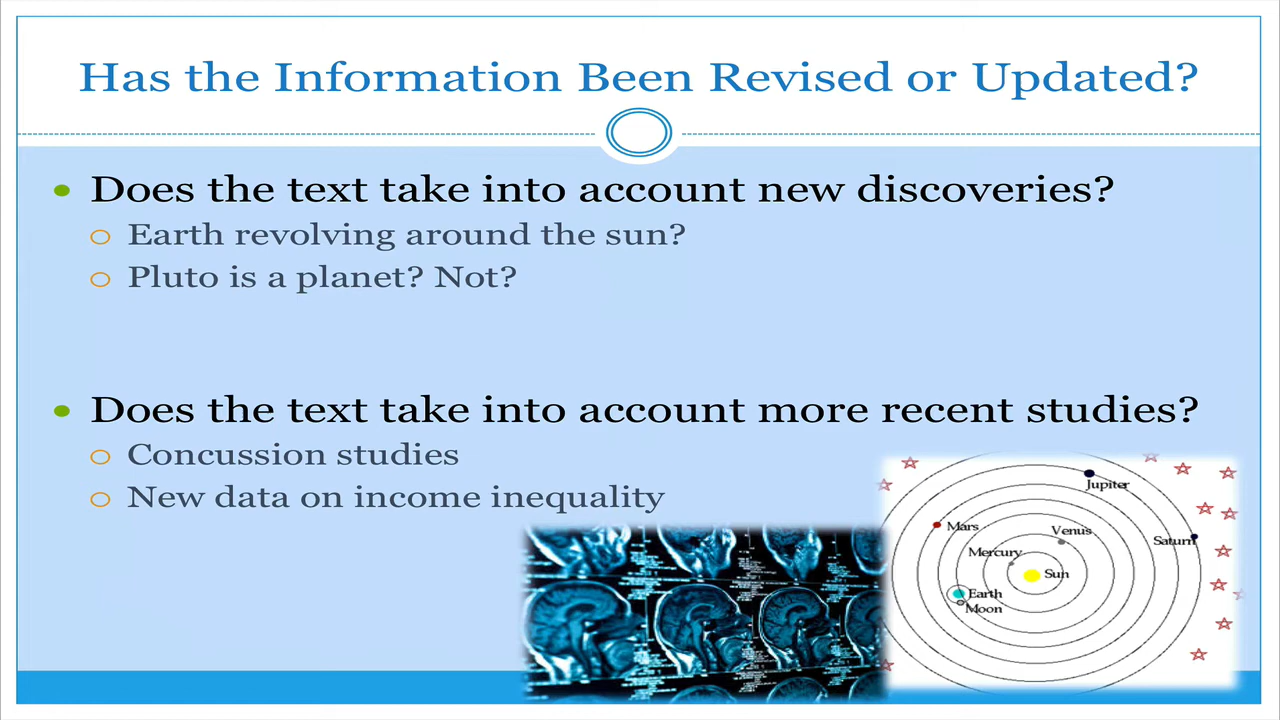 Has the Information Been Revised or Updated?
Does the text take into account new discoveries?
Earth revolving around the sun?
Pluto is a planet? Not?
Does the text take into account more recent studies?
Concussion studies
New data on income inequality
Jupiter
Mars
Venus
Saturn
Mercury
Sun
Earth
Moon